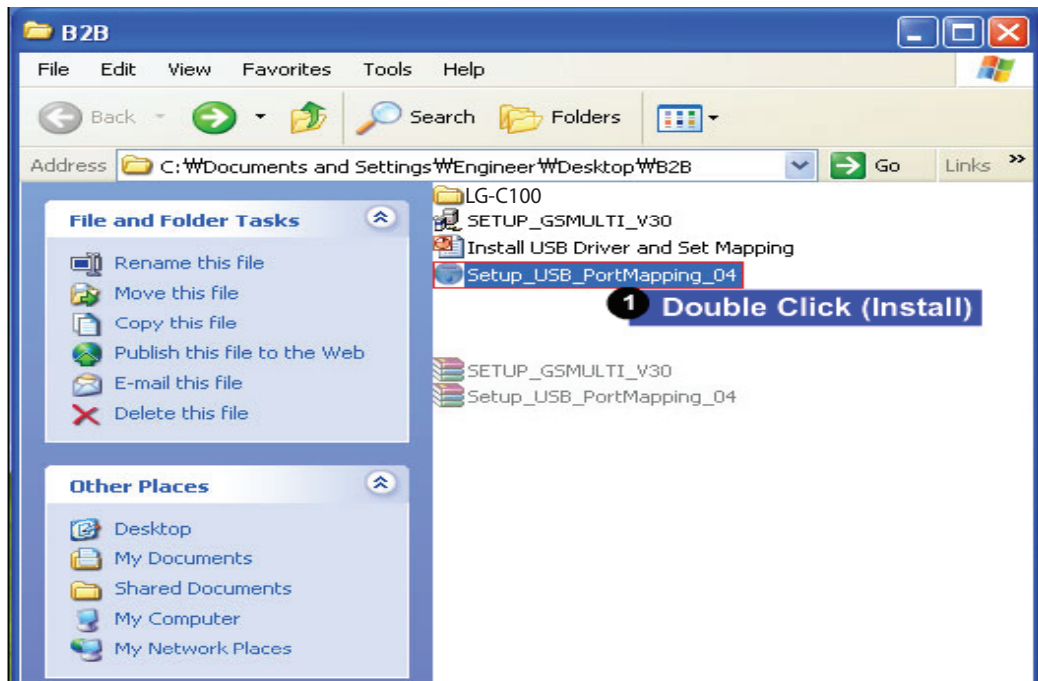 B2B
File Edit View Favorites Tools Help
Back Search Folders
Address C:₩Documents and Settings₩Engineer₩Desktop₩B2B Go Links »
File and Folder Tasks
Rename this file
Move this file
Copy this file
Publish this file to the Web
E-mail this file
Delete this file
Other Places
Desktop
My Documents
Shared Documents
My Computer
My Network Places
LG-C100
SETUP_GSMULTI_V30
Install USB Driver and Set Mapping
Setup_USB_PortMapping_04
1 Double Click (Install)
SETUP_GSMULTI_V30
Setup_USB_PortMapping_04